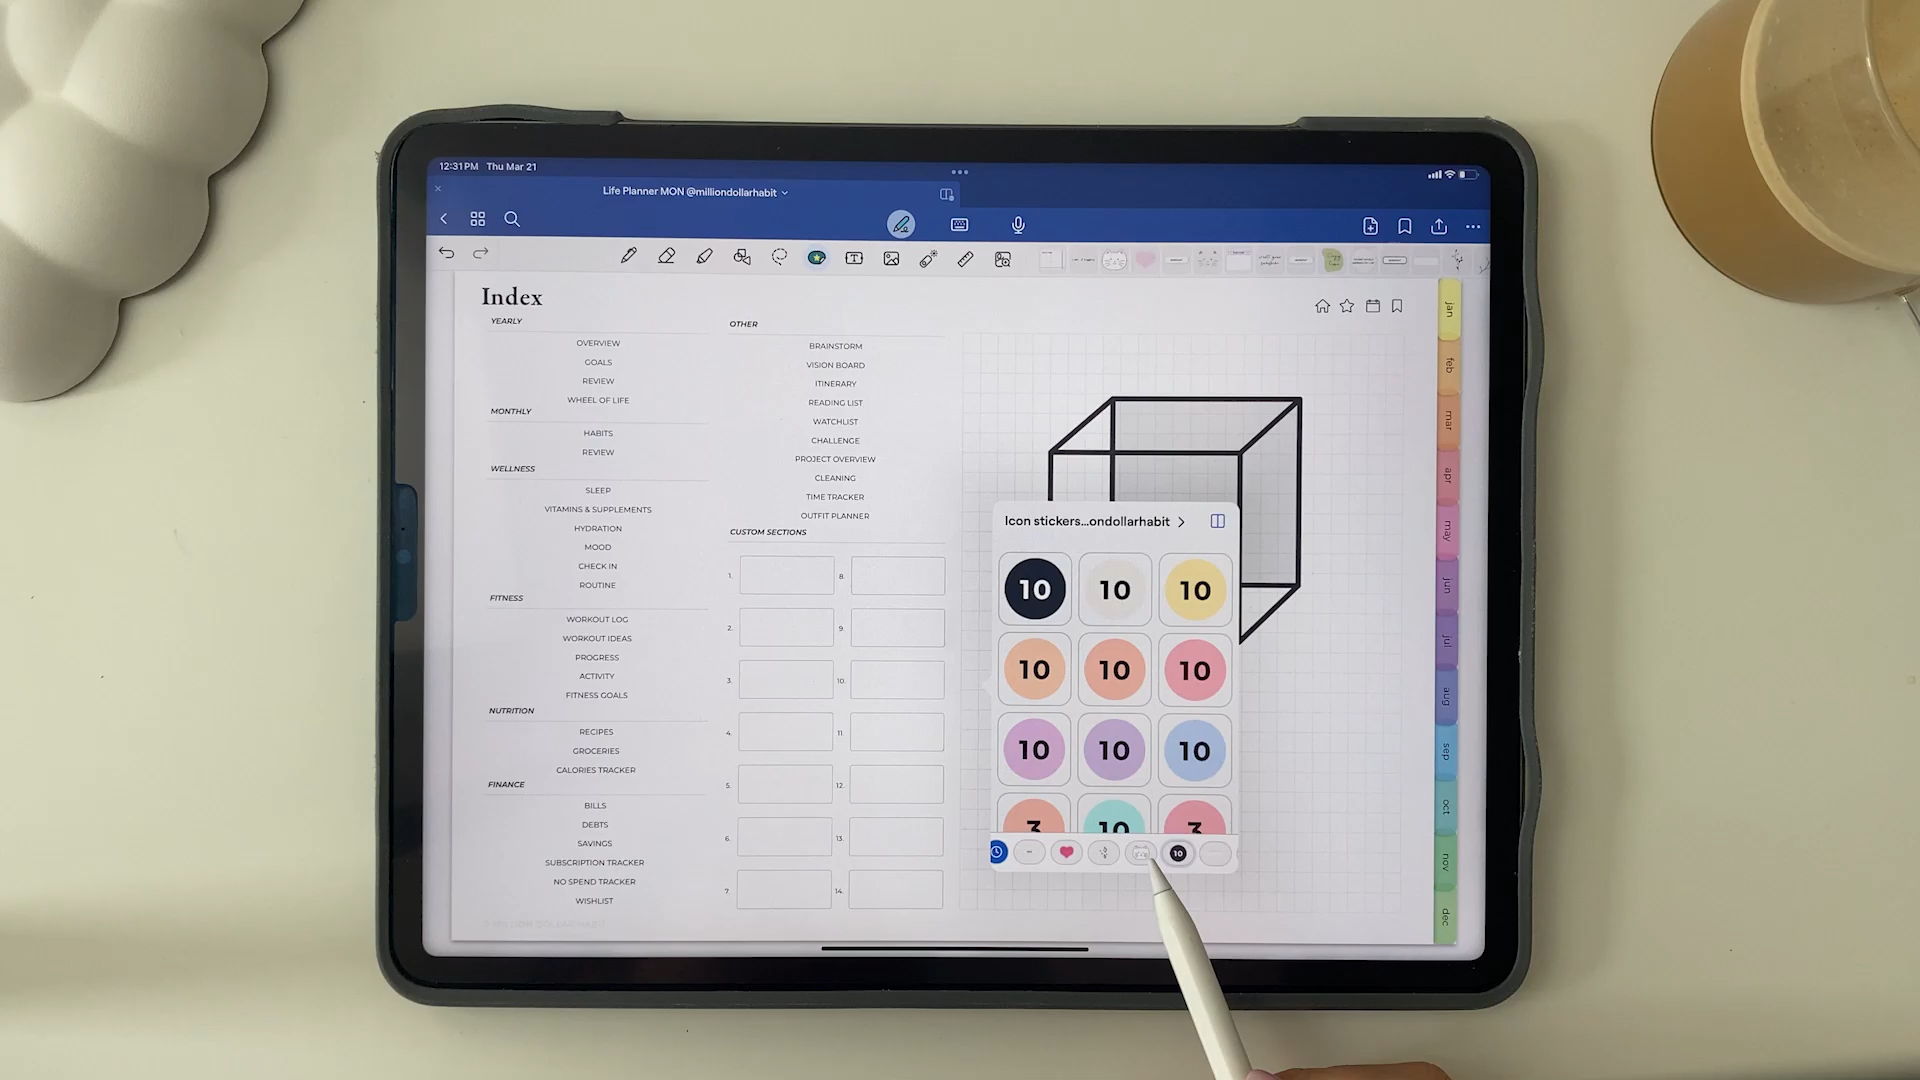 12:31PM Thu Mar 21
Life Planner MON @milliondollarhabit
Index
YEARLY
OVERVIEW
GOALS
REVIEW
WHEEL OF LIFE
MONTHLY
HABITS
REVIEW
WELLNESS
SLEEP
VITAMINS & SUPPLEMENTS
HYDRATION
MOOD
CHECK IN
ROUTINE
FITNESS
WORKOUT LOG
WORKOUT IDEAS
PROGRESS
ACTIVITY
FITNESS GOALS
NUTRITION
RECIPES
GROCERIES
CALORIES TRACKER
FINANCE
BILLS
DEBTS
SAVINGS
SUBSCRIPTION TRACKER
NO SPEND TRACKER
WISHLIST
OTHER
BRAINSTORM
VISION BOARD
ITINERARY
READING LIST
WATCHLIST
CHALLENGE
PROJECT OVERVIEW
CLEANING
TIME TRACKER
OUTFIT PLANNER
CUSTOM SECTIONS
1. 8.
2. 9.
3. 10.
4. 11.
5. 12.
6. 13.
7. 14.
Icon stickers...ondollarhabit
10 10 10
10 10 10
10 10 10
3 10 3
10
jan
feb
mar
apr
may
jun
jul
aug
sep
oct
nov
dec